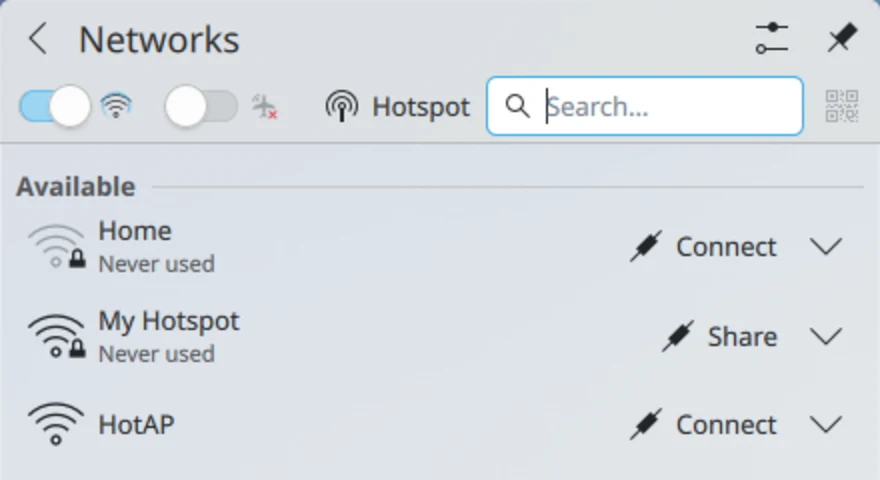 Networks
Hotspot Search...
Available
Home
Never used
Connect
My Hotspot
Never used
Share
HotAP
Connect